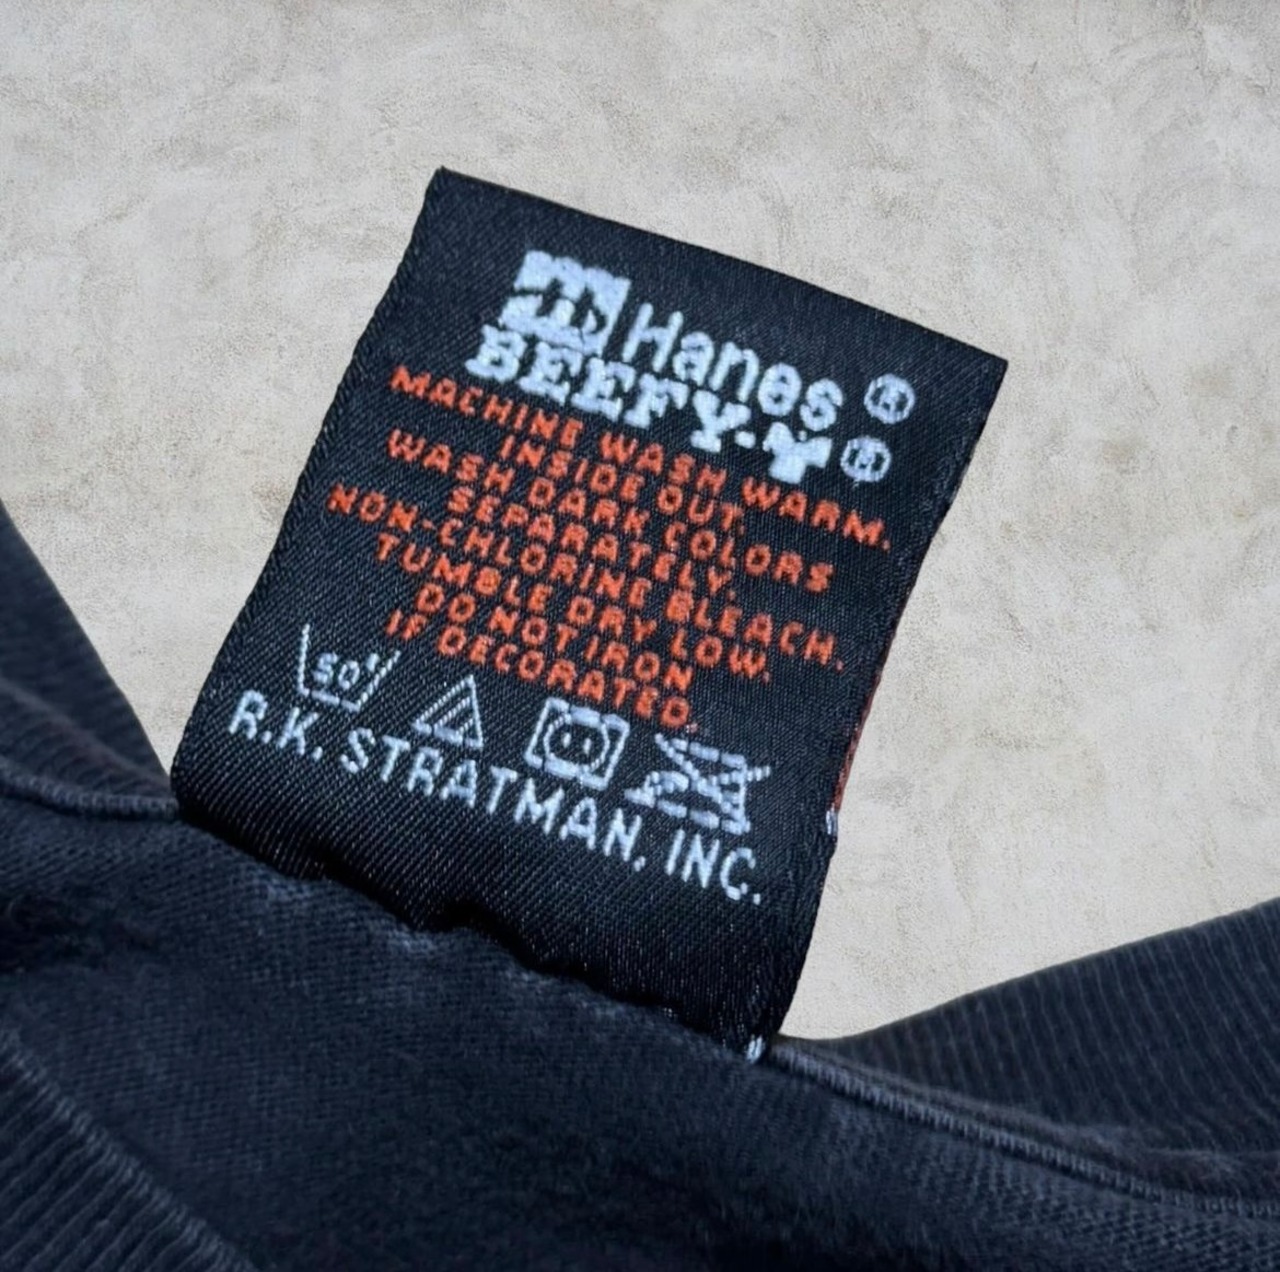 Hanes®
BEEFY-T®
MACHINE WASH WARM.
INSIDE OUT.
WASH DARK COLORS
SEPARATELY.
NON-CHLORINE BLEACH.
TUMBLE DRY LOW.
DO NOT IRON
IF DECORATED.
50°
R.K. STRATMAN, INC.